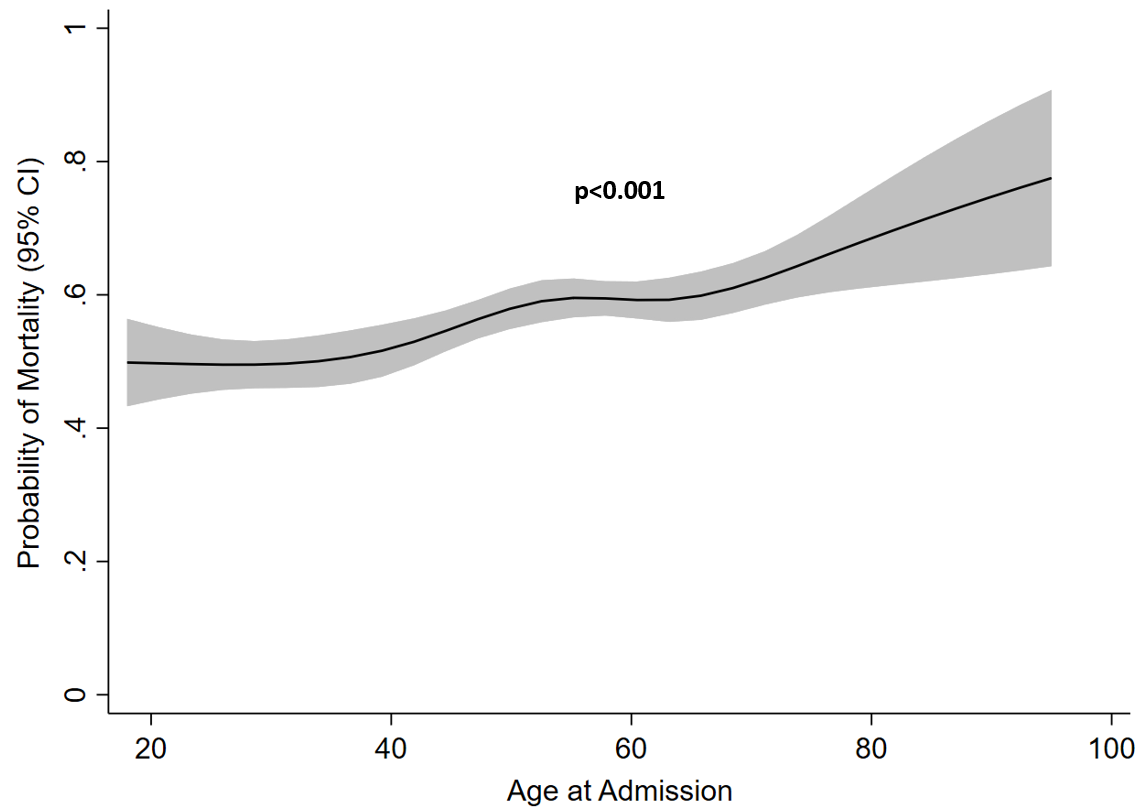 1
.8
.6
.4
.2
0
Probability of Mortality (95% CI)
p<0.001
20 40 60 80 100
Age at Admission